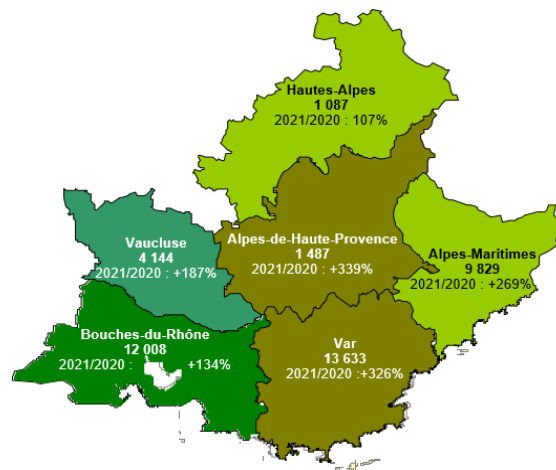 Hautes-Alpes
1 087
2021/2020 : 107%
Vaucluse
4 144
2021/2020 : +187%
Alpes-de-Haute-Provence
1 487
2021/2020 : +339%
Alpes-Maritimes
9 829
2021/2020 : +269%
Bouches-du-Rhône
12 008
2021/2020 : +134%
Var
13 633
2021/2020 :+326%